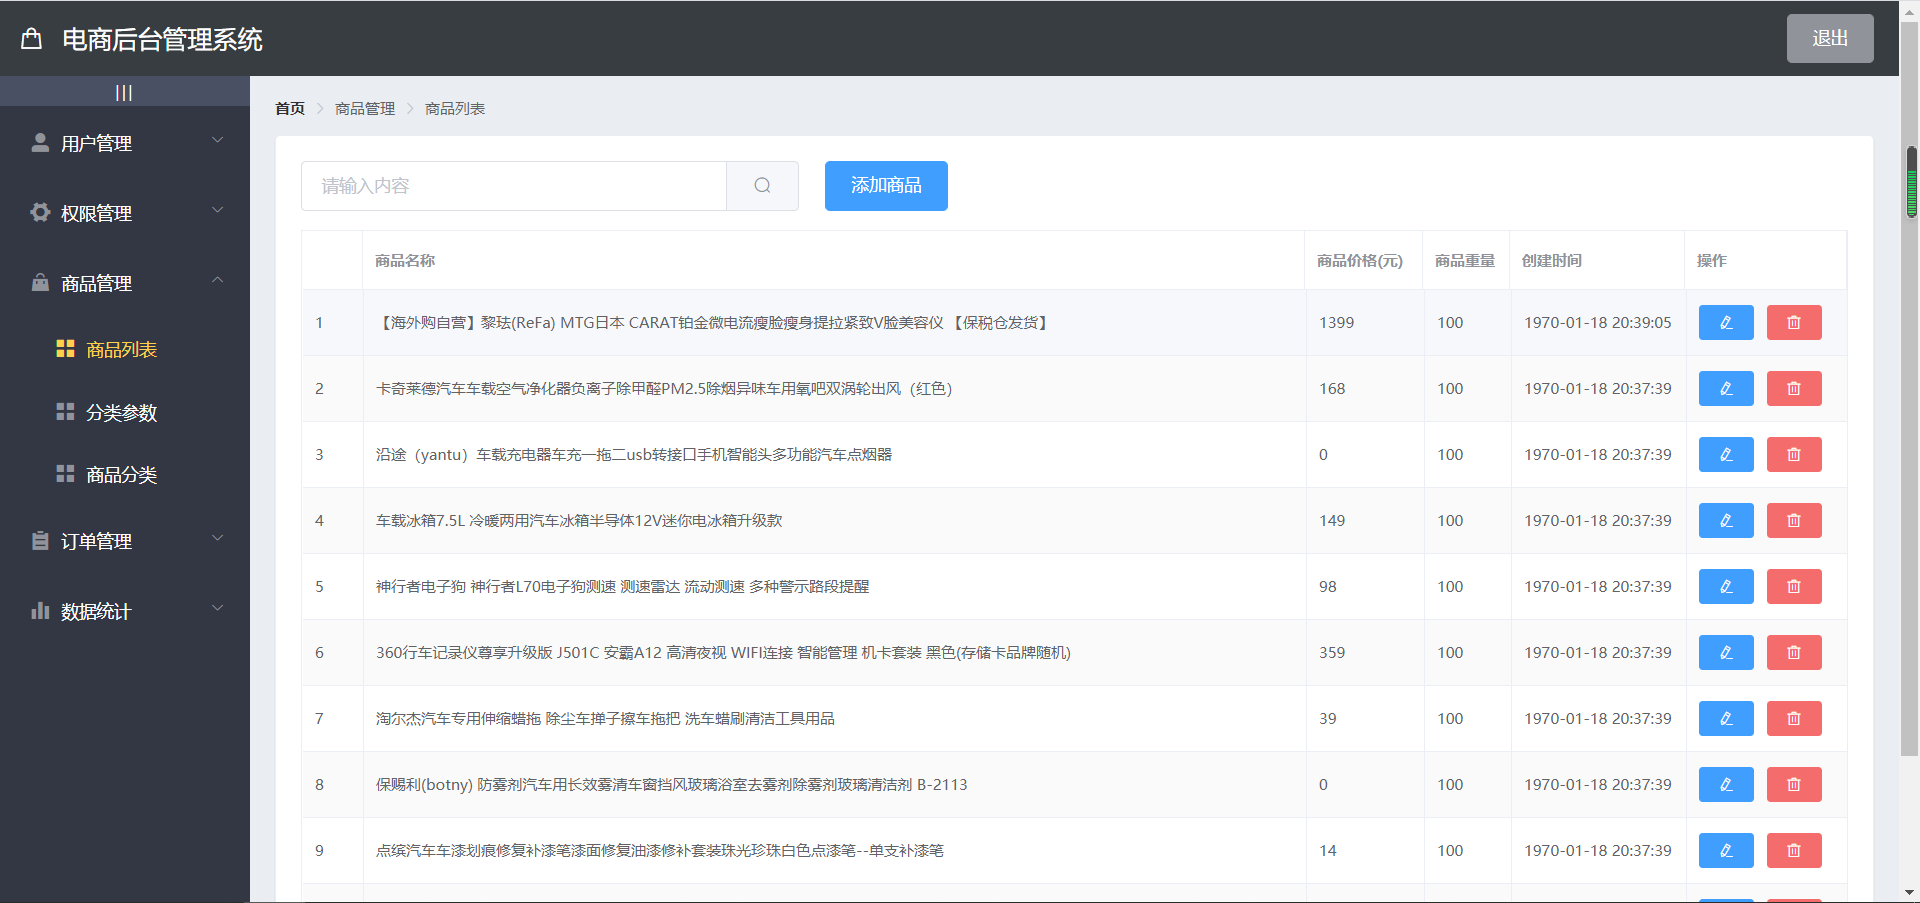 电商后台管理系统
退出
|||
用户管理
权限管理
商品管理
商品列表
分类参数
商品分类
订单管理
数据统计
首页 > 商品管理 > 商品列表
请输入内容
添加商品
商品名称 商品价格(元) 商品重量 创建时间 操作
1 【海外购自营】黎珐(ReFa) MTG日本 CARAT铂金微电流瘦脸瘦身提拉紧致V脸美容仪 【保税仓发货】 1399 100 1970-01-18 20:39:05
2 卡奇莱德汽车车载空气净化器负离子除甲醛PM2.5除烟异味车用氧吧双涡轮出风（红色） 168 100 1970-01-18 20:37:39
3 沿途（yantu）车载充电器车充一拖二usb转接口手机智能头多功能汽车点烟器 0 100 1970-01-18 20:37:39
4 车载冰箱7.5L 冷暖两用汽车冰箱半导体12V迷你电冰箱升级款 149 100 1970-01-18 20:37:39
5 神行者电子狗 神行者L70电子狗测速 测速雷达 流动测速 多种警示路段提醒 98 100 1970-01-18 20:37:39
6 360行车记录仪尊享升级版 J501C 安霸A12 高清夜视 WIFI连接 智能管理 机卡套装 黑色(存储卡品牌随机) 359 100 1970-01-18 20:37:39
7 淘尔杰汽车专用伸缩蜡拖 除尘车掸子擦车拖把 洗车蜡刷清洁工具用品 39 100 1970-01-18 20:37:39
8 保赐利(botny) 防雾剂汽车用长效雾清车窗挡风玻璃浴室去雾剂除雾剂玻璃清洁剂 B-2113 0 100 1970-01-18 20:37:39
9 点缤汽车车漆划痕修复补漆笔漆面修复油漆修补套装珠光珍珠白色点漆笔--单支补漆笔 14 100 1970-01-18 20:37:39